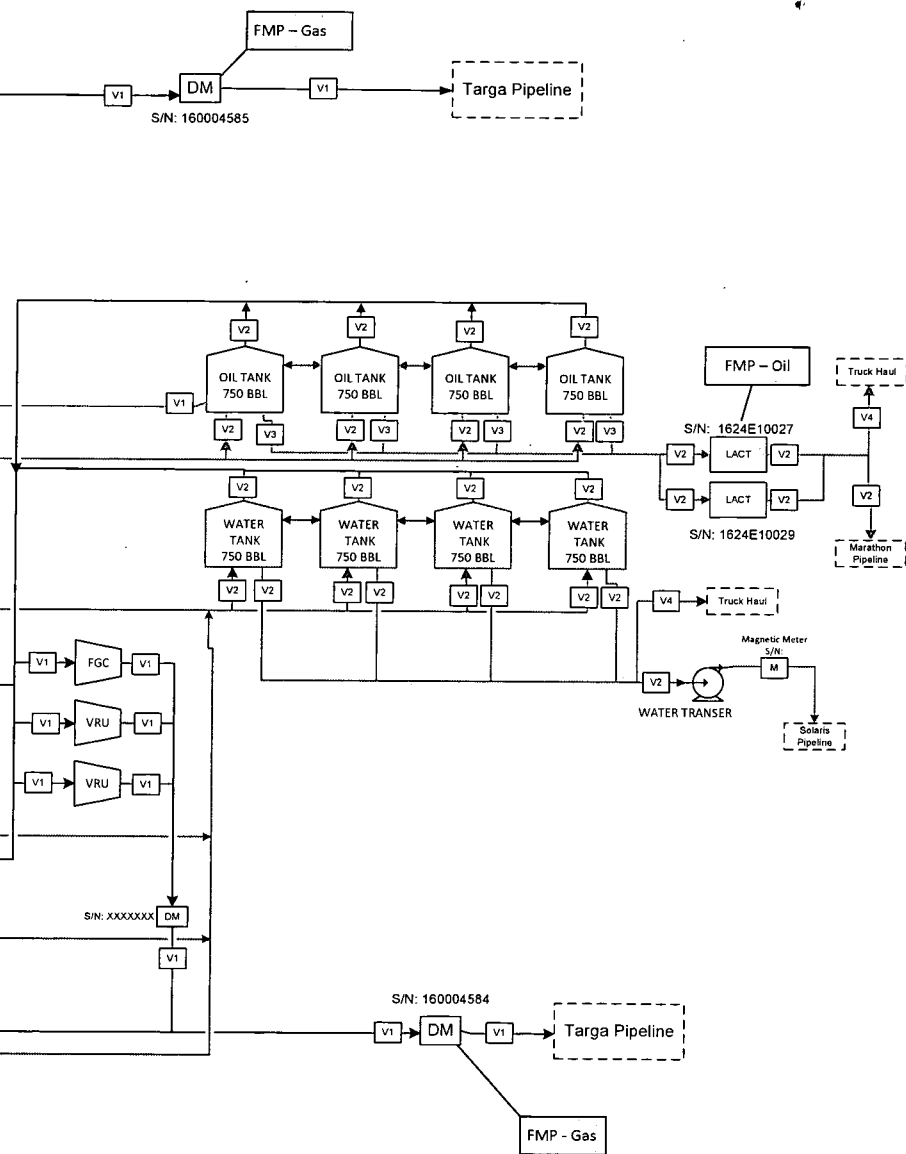 FMP – Gas
V1
DM
V1
Targa Pipeline
S/N: 160004585
V2
V2
V2
V2
OIL TANK
750 BBL
OIL TANK
750 BBL
OIL TANK
750 BBL
OIL TANK
750 BBL
V1
V2
V3
V2
V3
V2
V3
V2
V3
FMP – Oil
Truck Haul
V4
S/N: 1624E10027
V2
LACT
V2
V2
LACT
V2
V2
S/N: 1624E10029
Marathon
Pipeline
V2
V2
V2
V2
WATER
TANK
750 BBL
WATER
TANK
750 BBL
WATER
TANK
750 BBL
WATER
TANK
750 BBL
V2
V2
V2
V2
V2
V2
V2
V2
V4
Truck Haul
Magnetic Meter
S/N:
M
V2
WATER TRANSER
Solaris
Pipeline
V1
FGC
V1
V1
VRU
V1
V1
VRU
V1
S/N: XXXXXXX
DM
V1
S/N: 160004584
V1
DM
V1
Targa Pipeline
FMP - Gas